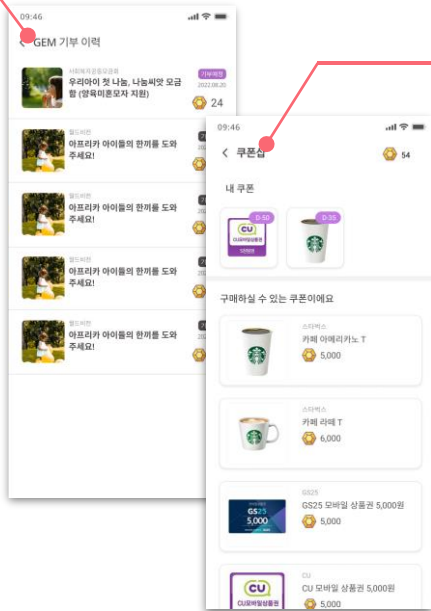 09:46
GEM 기부 이력
사회복지공동모금회
우리아이 첫 나눔, 나눔씨앗 모금
함 (양육미혼모자 지원)
기부예정
2022.08.20
24
월드비전
아프리카 아이들의 한끼를 도와
주세요!
월드비전
아프리카 아이들의 한끼를 도와
주세요!
월드비전
아프리카 아이들의 한끼를 도와
주세요!
월드비전
아프리카 아이들의 한끼를 도와
주세요!
09:46
쿠폰샵
54
내 쿠폰
D-50
CU
CU모바일상품권
D-35
구매하실 수 있는 쿠폰이에요
스타벅스
카페 아메리카노 T
5,000
스타벅스
카페 라떼 T
6,000
GS25
5,000
GS25
GS25 모바일 상품권 5,000원
5,000
CU
CU모바일상품권
CU
CU 모바일 상품권 5,000원
5,000